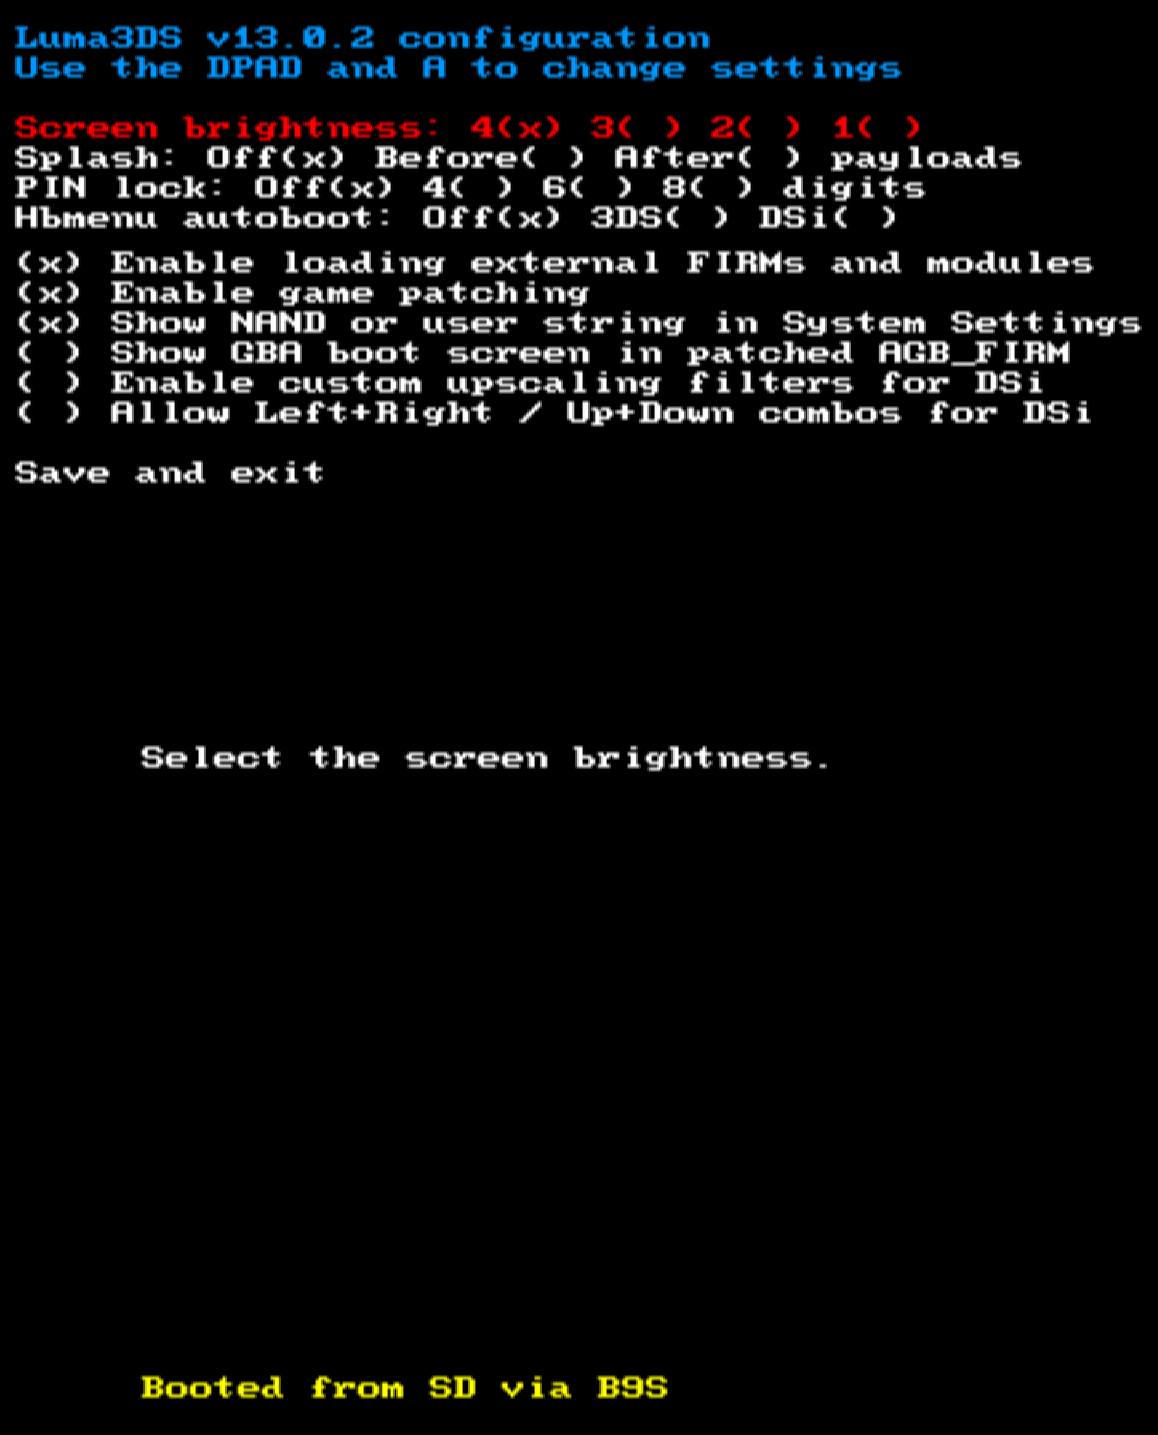 Luma3DS v13.0.2 configuration
Use the DPAD and A to change settings
Screen brightness: 4(x) 3( ) 2( ) 1( )
Splash: Off(x) Before( ) After( ) payloads
PIN lock: Off(x) 4( ) 6( ) 8( ) digits
Hbmenu autoboot: Off(x) 3DS( ) DSi( )
(x) Enable loading external FIRMs and modules
(x) Enable game patching
(x) Show NAND or user string in System Settings
( ) Show GBA boot screen in patched AGB_FIRM
( ) Enable custom upscaling filters for DSi
( ) Allow Left+Right / Up+Down combos for DSi
Save and exit
Select the screen brightness.
Booted from SD via B9S